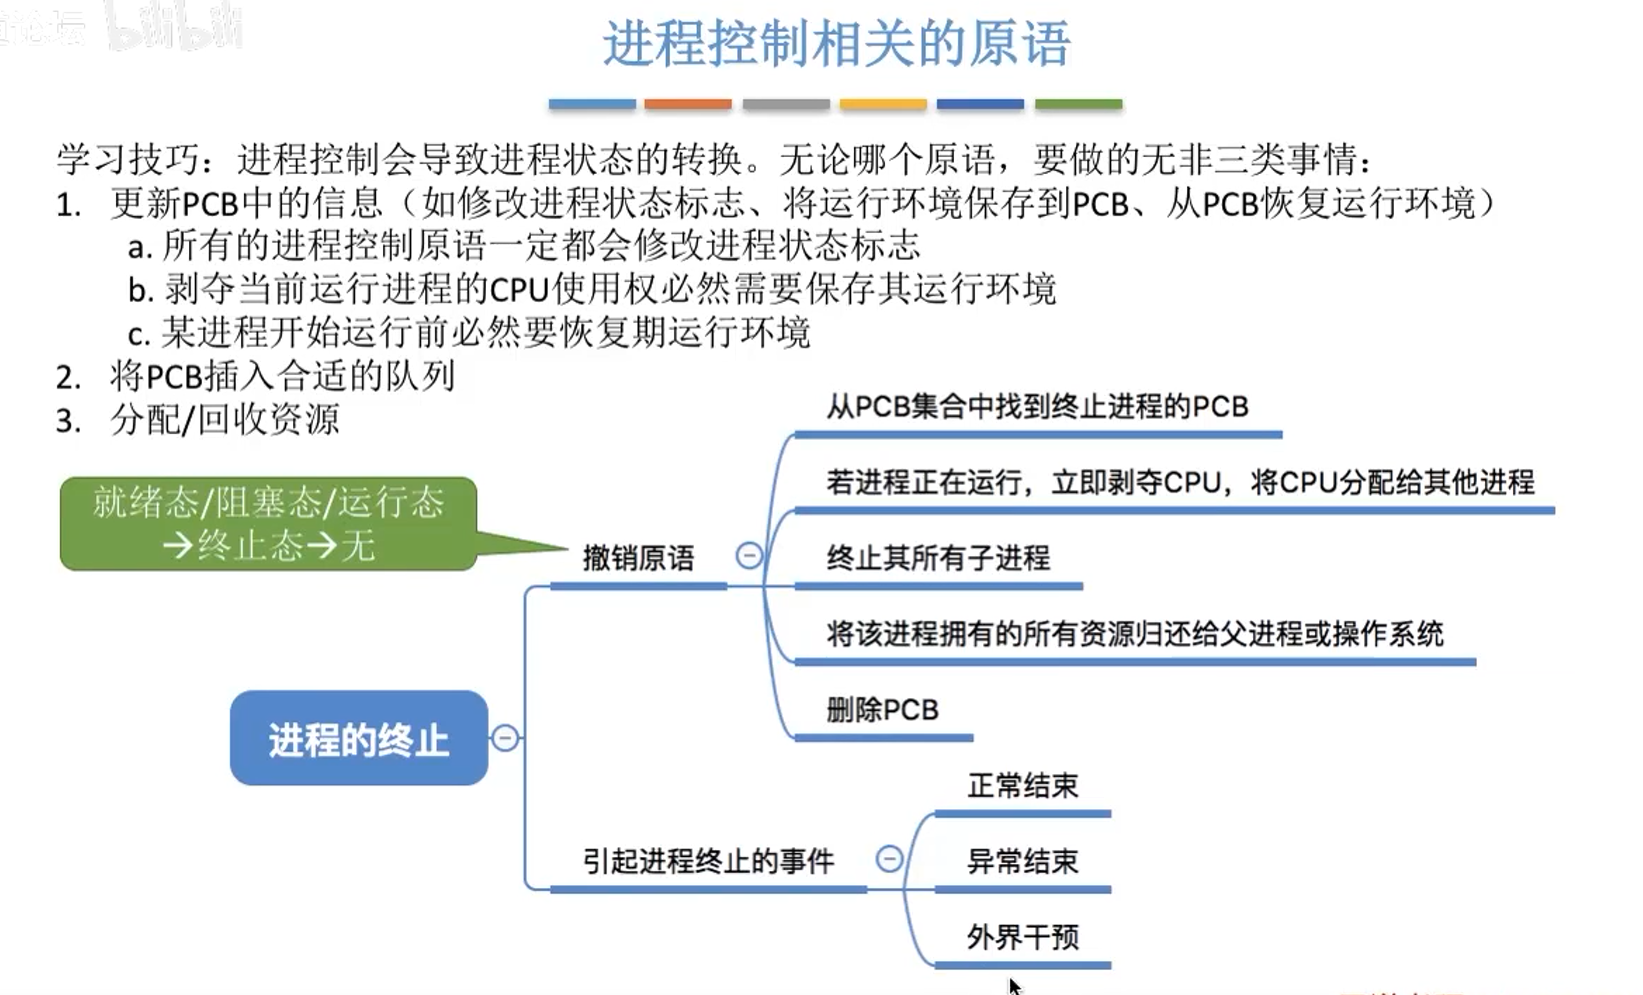 bilibili
进程控制相关的原语
学习技巧：进程控制会导致进程状态的转换。无论哪个原语，要做的无非三类事情：
1. 更新PCB中的信息（如修改进程状态标志、将运行环境保存到PCB、从PCB恢复运行环境）
a. 所有的进程控制原语一定都会修改进程状态标志
b. 剥夺当前运行进程的CPU使用权必然需要保存其运行环境
c. 某进程开始运行前必然要恢复期运行环境
2. 将PCB插入合适的队列
3. 分配/回收资源
从PCB集合中找到终止进程的PCB
就绪态/阻塞态/运行态
→终止态→无
若进程正在运行，立即剥夺CPU，将CPU分配给其他进程
撤销原语
终止其所有子进程
将该进程拥有的所有资源归还给父进程或操作系统
删除PCB
进程的终止
正常结束
引起进程终止的事件
异常结束
外界干预